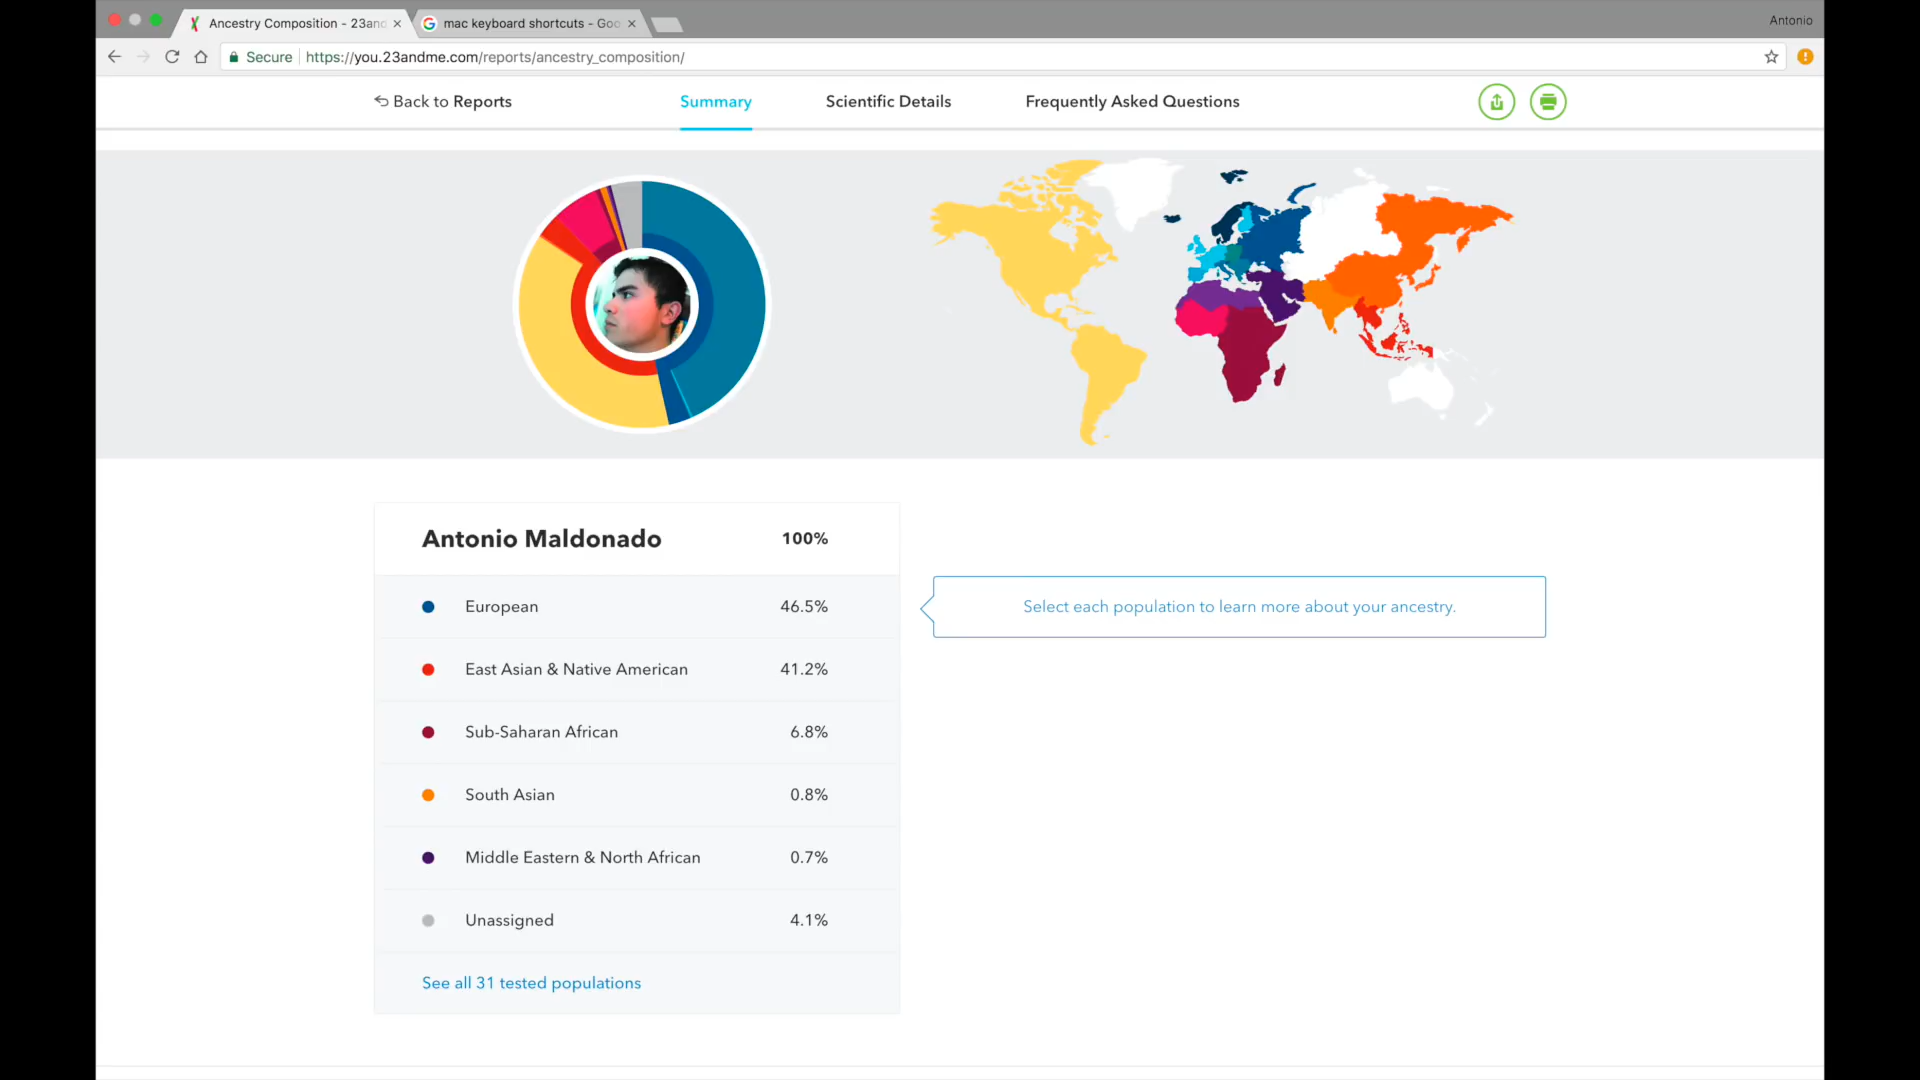 Ancestry Composition - 23and
mac keyboard shortcuts - Goo
Antonio
Secure
https://you.23andme.com/reports/ancestry_composition/
Back to Reports
Summary
Scientific Details
Frequently Asked Questions
Antonio Maldonado 100%
European 46.5%
Select each population to learn more about your ancestry.
East Asian & Native American 41.2%
Sub-Saharan African 6.8%
South Asian 0.8%
Middle Eastern & North African 0.7%
Unassigned 4.1%
See all 31 tested populations